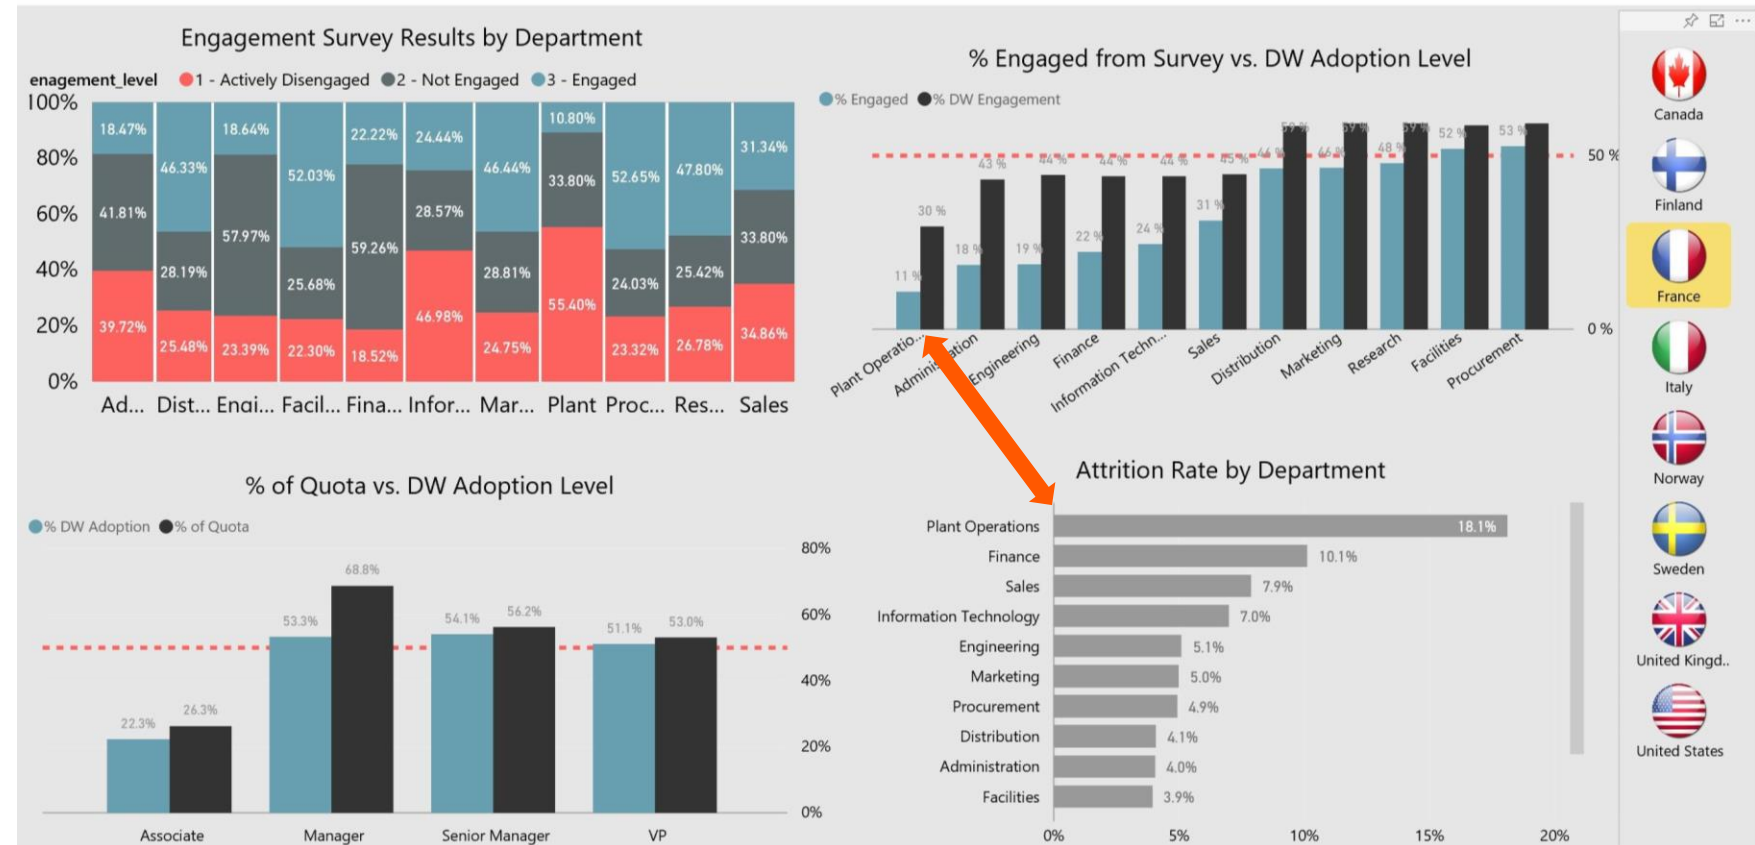 Engagement Survey Results by Department
enagement_level 1 - Actively Disengaged 2 - Not Engaged 3 - Engaged
100%
80%
60%
40%
20%
0%
18.47% 46.33% 18.64% 52.03% 22.22% 24.44% 46.44% 10.80% 52.65% 47.80% 31.34%
41.81% 28.19% 57.97% 25.68% 59.26% 28.57% 28.81% 33.80% 24.03% 25.42% 33.80%
39.72% 25.48% 23.39% 22.30% 18.52% 46.98% 24.75% 55.40% 23.32% 26.78% 34.86%
Ad... Dist... Engi... Facil... Fina... Infor... Mar... Plant Proc... Res... Sales
% Engaged from Survey vs. DW Adoption Level
% Engaged % DW Engagement
11 % 18 % 19 % 22 % 24 % 31 % 44 % 46 % 48 % 52 % 53 %
30 % 43 % 44 % 44 % 44 % 45 % 59 % 59 % 59 %
50 %
0 %
Plant Operatio... Administration Engineering Finance Information Techn... Sales Distribution Marketing Research Facilities Procurement
% of Quota vs. DW Adoption Level
% DW Adoption % of Quota
80%
60%
40%
20%
0%
22.3% 26.3% 53.3% 68.8% 54.1% 56.2% 51.1% 53.0%
Associate Manager Senior Manager VP
Attrition Rate by Department
Plant Operations 18.1%
Finance 10.1%
Sales 7.9%
Information Technology 7.0%
Engineering 5.1%
Marketing 5.0%
Procurement 4.9%
Distribution 4.1%
Administration 4.0%
Facilities 3.9%
0% 5% 10% 15% 20%
Canada
Finland
France
Italy
Norway
Sweden
United Kingd..
United States